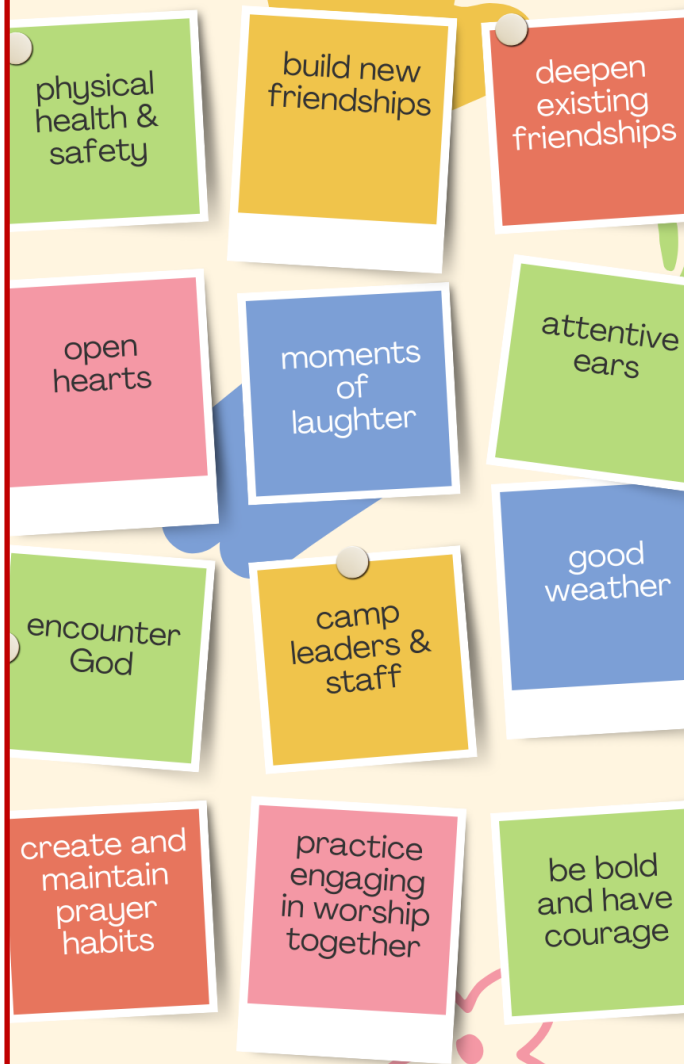 physical
health &
safety
build new
friendships
deepen
existing
friendships
open
hearts
moments
of
laughter
attentive
ears
encounter
God
camp
leaders &
staff
good
weather
create and
maintain
prayer
habits
practice
engaging
in worship
together
be bold
and have
courage